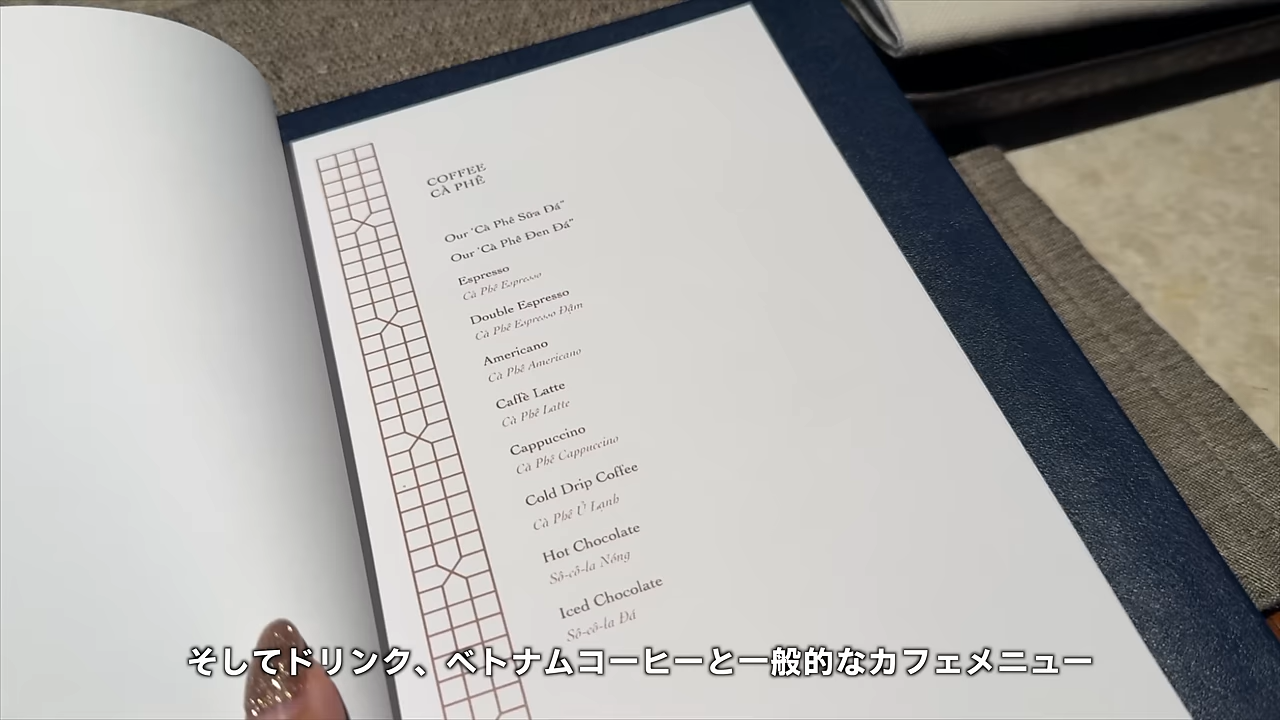 COFFEE
CÀ PHÊ
Our "Cà Phê Sữa Đá"
Our "Cà Phê Đen Đá"
Espresso
Cà Phê Espresso
Double Espresso
Cà Phê Espresso Đậm
Americano
Cà Phê Americano
Caffè Latte
Cà Phê Latte
Cappuccino
Cà Phê Cappuccino
Cold Drip Coffee
Cà Phê Ủ Lạnh
Hot Chocolate
Sô-cô-la Nóng
Iced Chocolate
Sô-cô-la Đá
そしてドリンク、ベトナムコーヒーと一般的なカフェメニュー